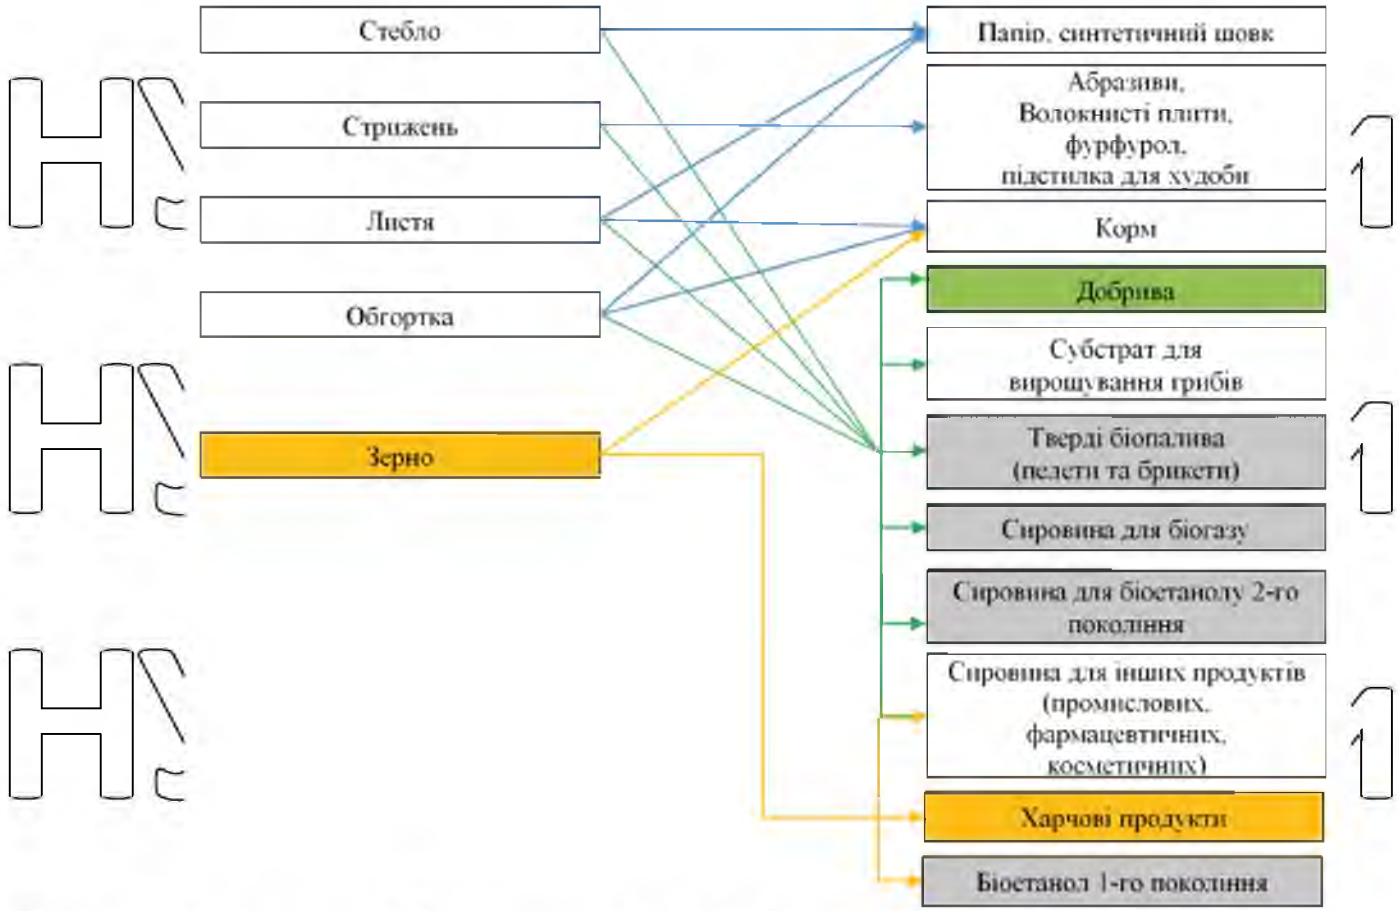 Стебло
Стрижень
Листя
Обгортка
Зерно
Папір, синтетичний шовк
Абразиви,
Волокнисті плити,
фурфурол,
підстилка для худоби
Корм
Добрива
Субстрат для
вирощування грибів
Тверді біопалива
(пелети та брикети)
Сировина для біогазу
Сировина для біоетанолу 2-го
покоління
Сировина для інших продуктів
(промислових,
фармацевтичних,
косметичних)
Харчові продукти
Біоетанол 1-го покоління